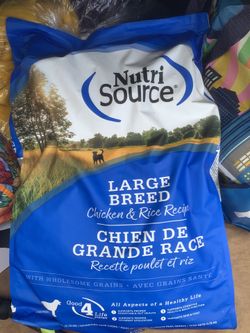 Nutri
Source®
LARGE
BREED
Chicken & Rice Recipe
CHIEN DE
GRANDE RACE
Recette poulet et riz
WITH WHOLESOME GRAINS • AVEC GRAINS SANTÉ
Good
4
Life
All Aspects of a Healthy Life